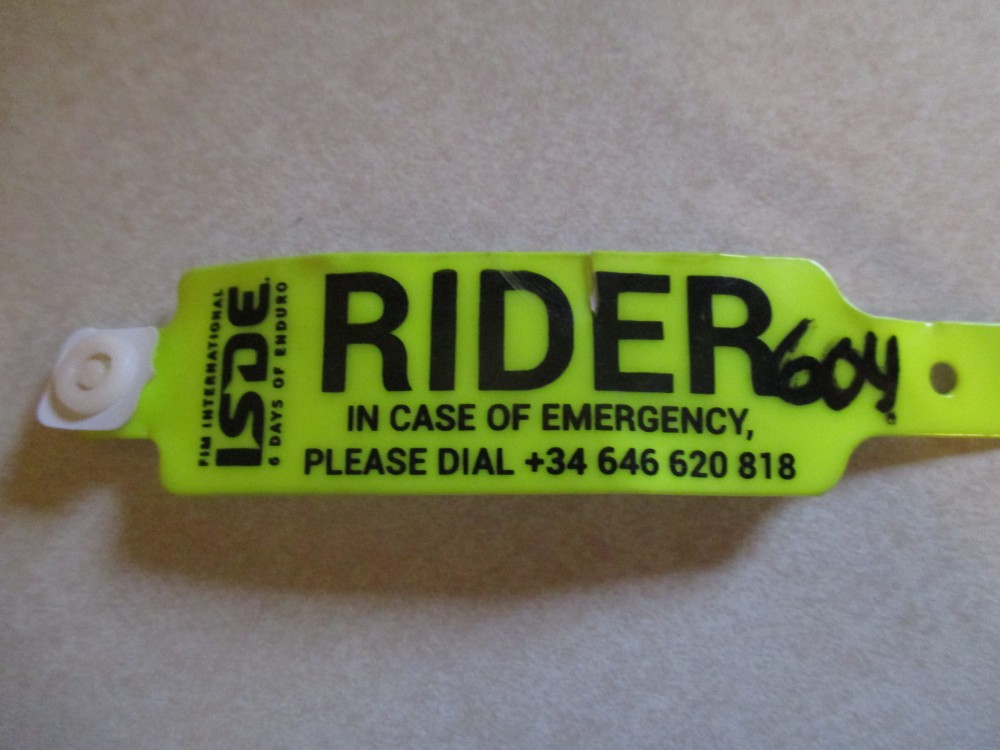 FIM INTERNATIONAL
ISDE
6 DAYS OF ENDURO
RIDER 604
IN CASE OF EMERGENCY,
PLEASE DIAL +34 646 620 818